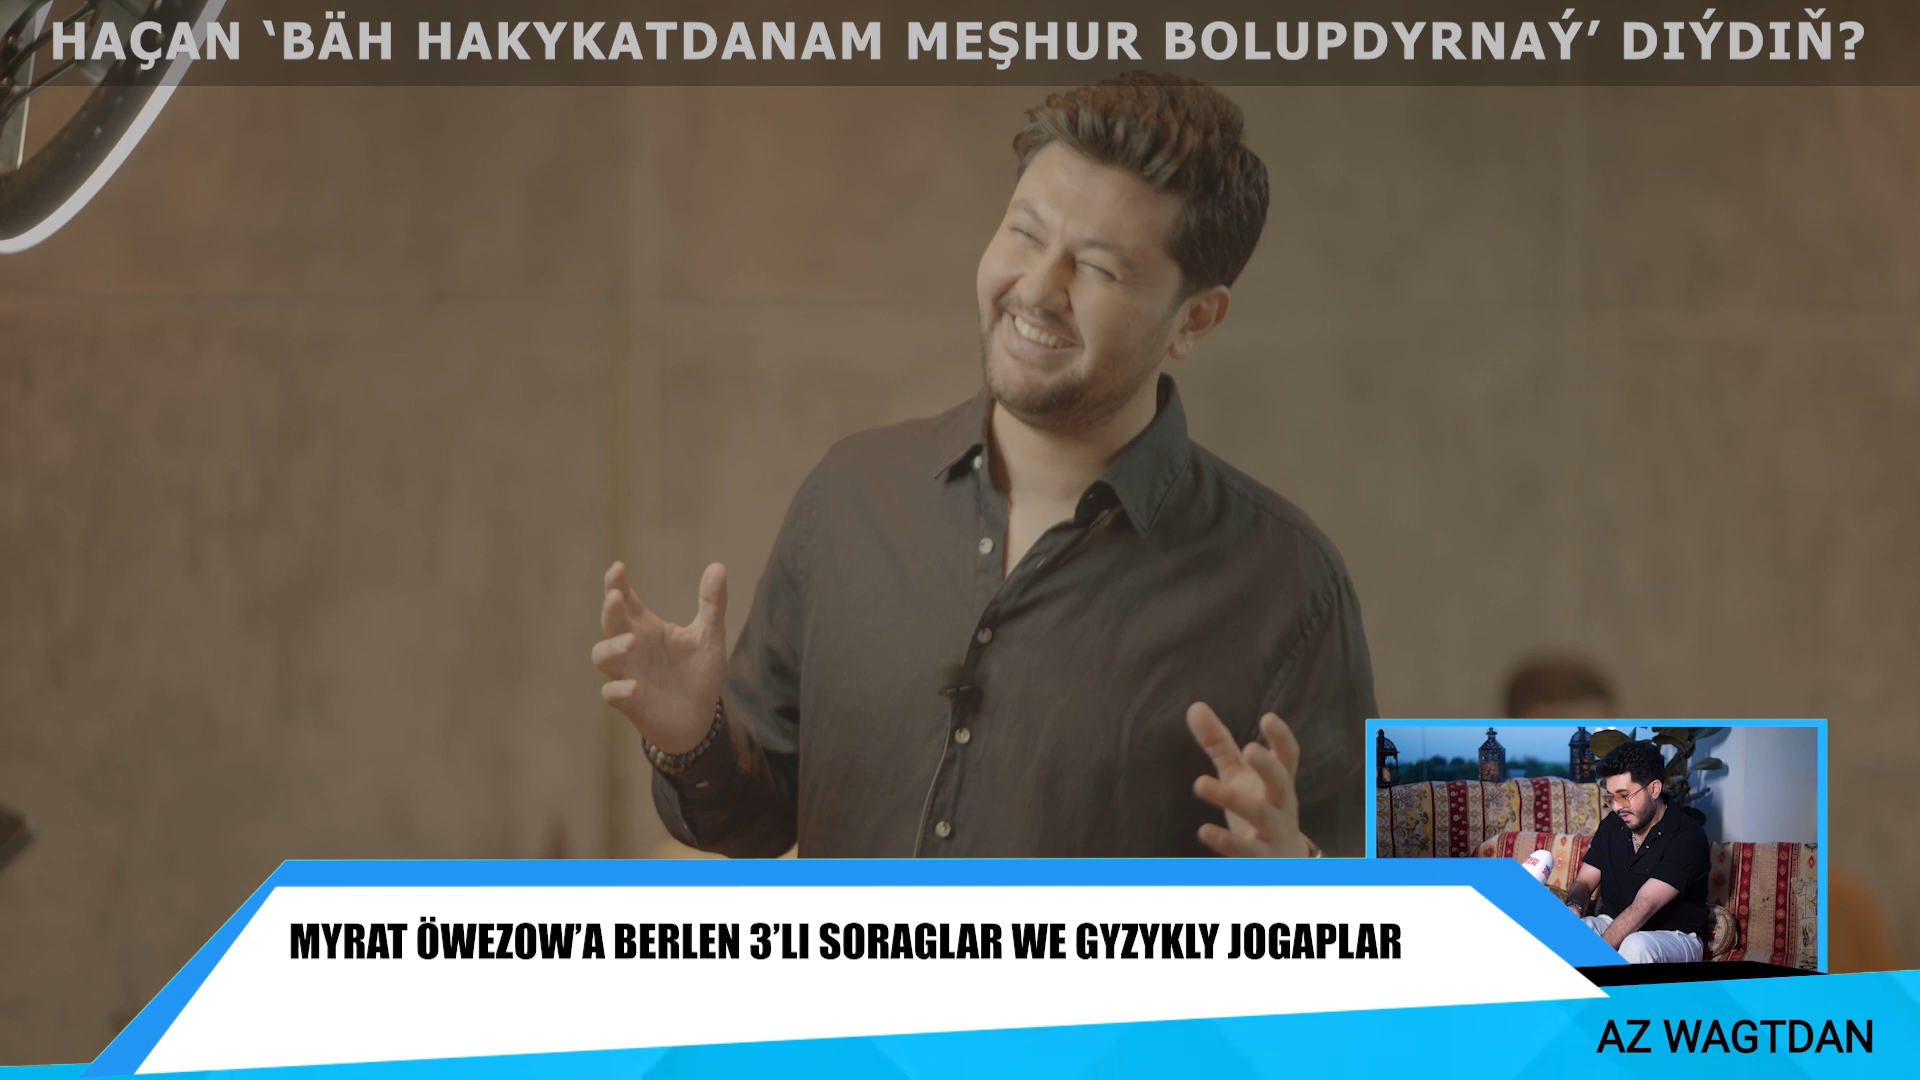 HAÇAN ‘BÄH HAKYKATDANAM MEŞHUR BOLUPDYRNAÝ’ DIÝDIŇ?
MYRAT ÖWEZOW’A BERLEN 3’LI SORAGLAR WE GYZYKLY JOGAPLAR
AZ WAGTDAN